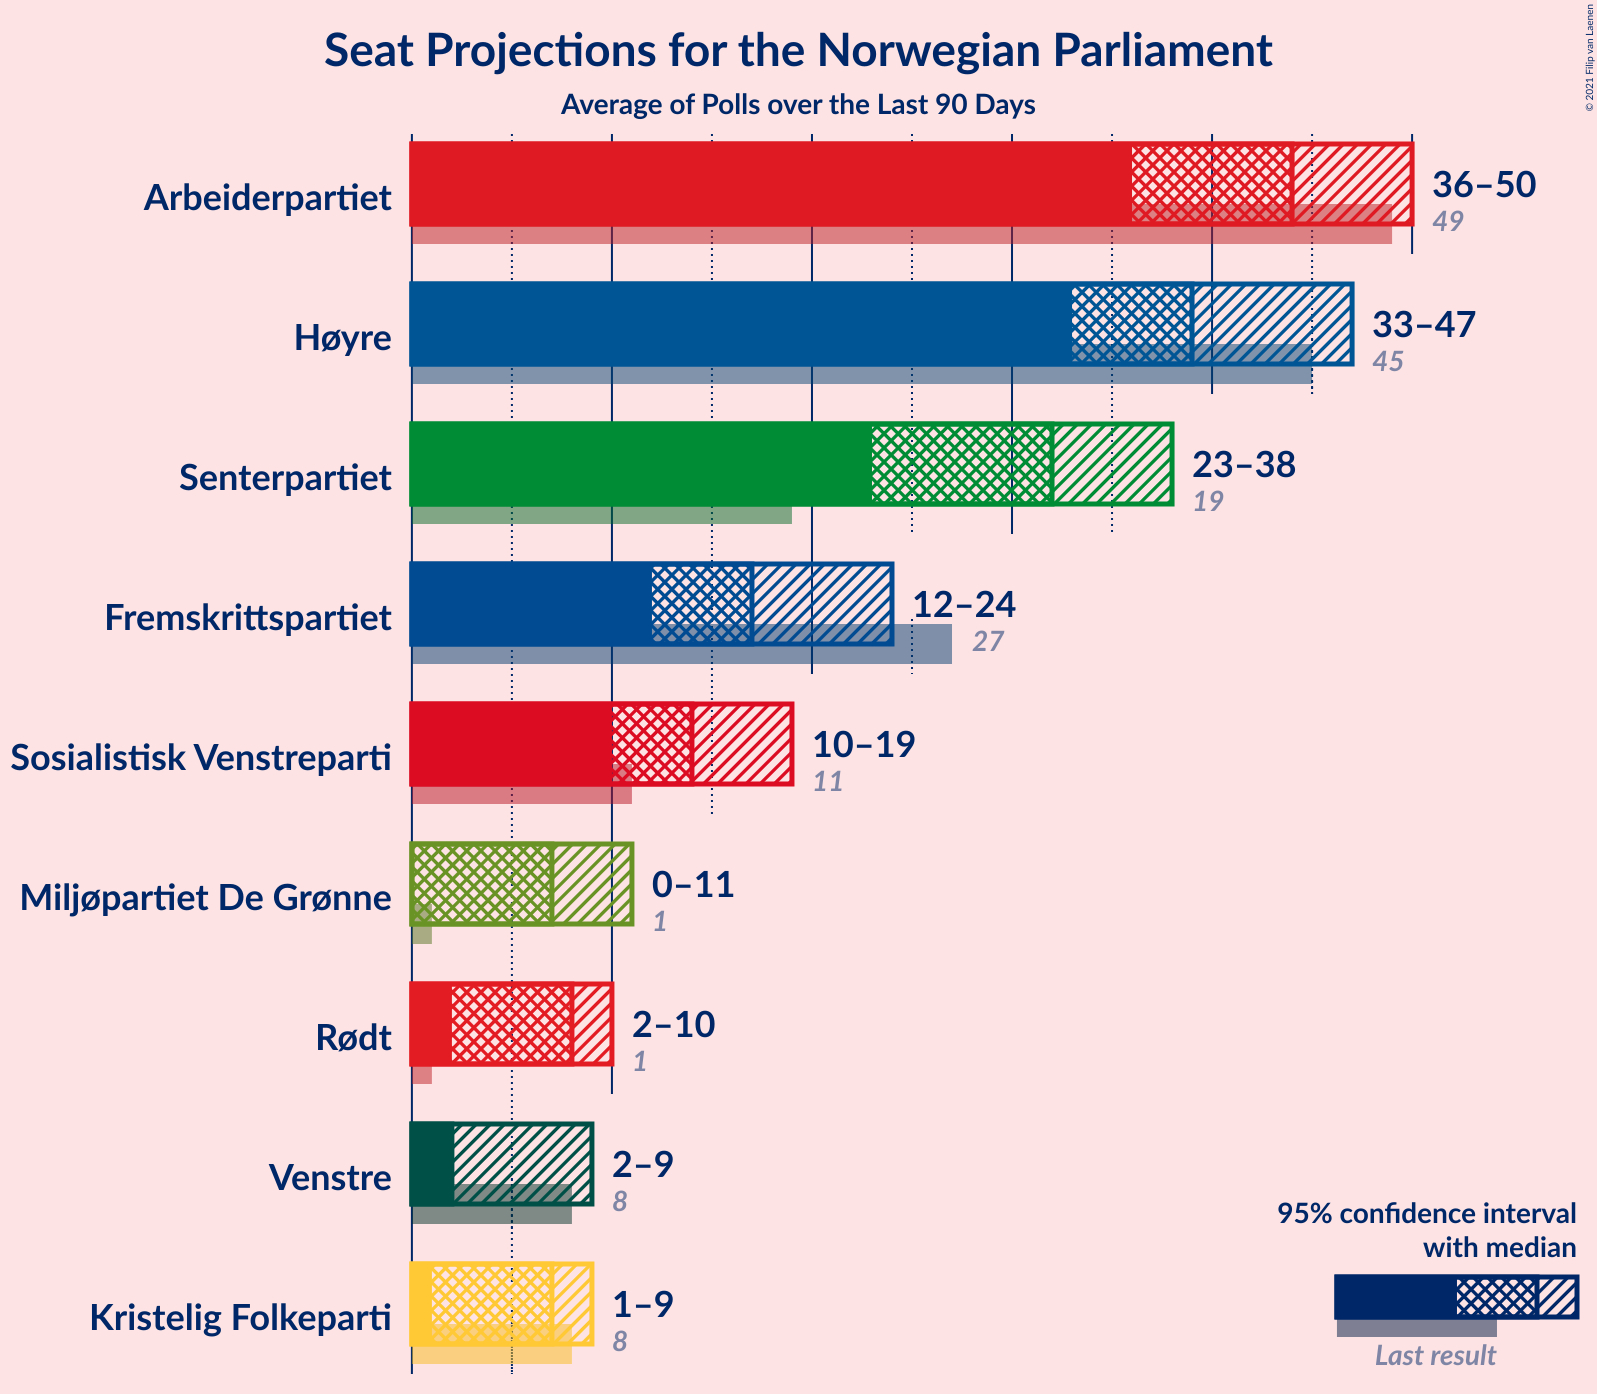 Seat Projections for the Norwegian Parliament
Average of Polls over the Last 90 Days
© 2021 Filip van Laenen
Arbeiderpartiet
36–50
49
Høyre
33–47
45
Senterpartiet
23–38
19
Fremskrittspartiet
12–24
27
Sosialistisk Venstreparti
10–19
11
Miljøpartiet De Grønne
0–11
1
Rødt
2–10
1
Venstre
2–9
8
Kristelig Folkeparti
1–9
8
95% confidence interval
with median
Last result